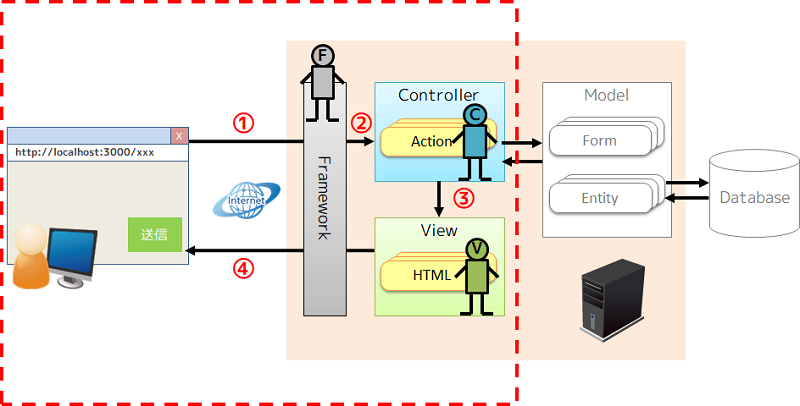 F
①
②
Controller
C
Action
Model
Form
Entity
Database
X
http://localhost:3000/xxx
Internet
送信
Framework
③
④
View
V
HTML